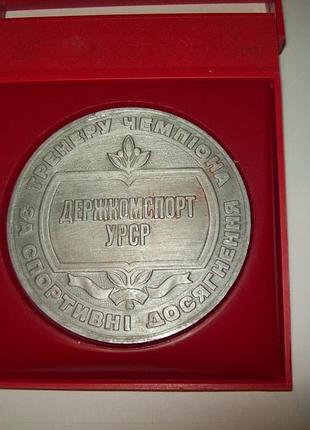 ТРЕНЕРУ ЧЕМПІОНА
ДЕРЖКОМСПОРТ
УРСР
ЗА СПОРТИВНІ ДОСЯГНЕННЯ